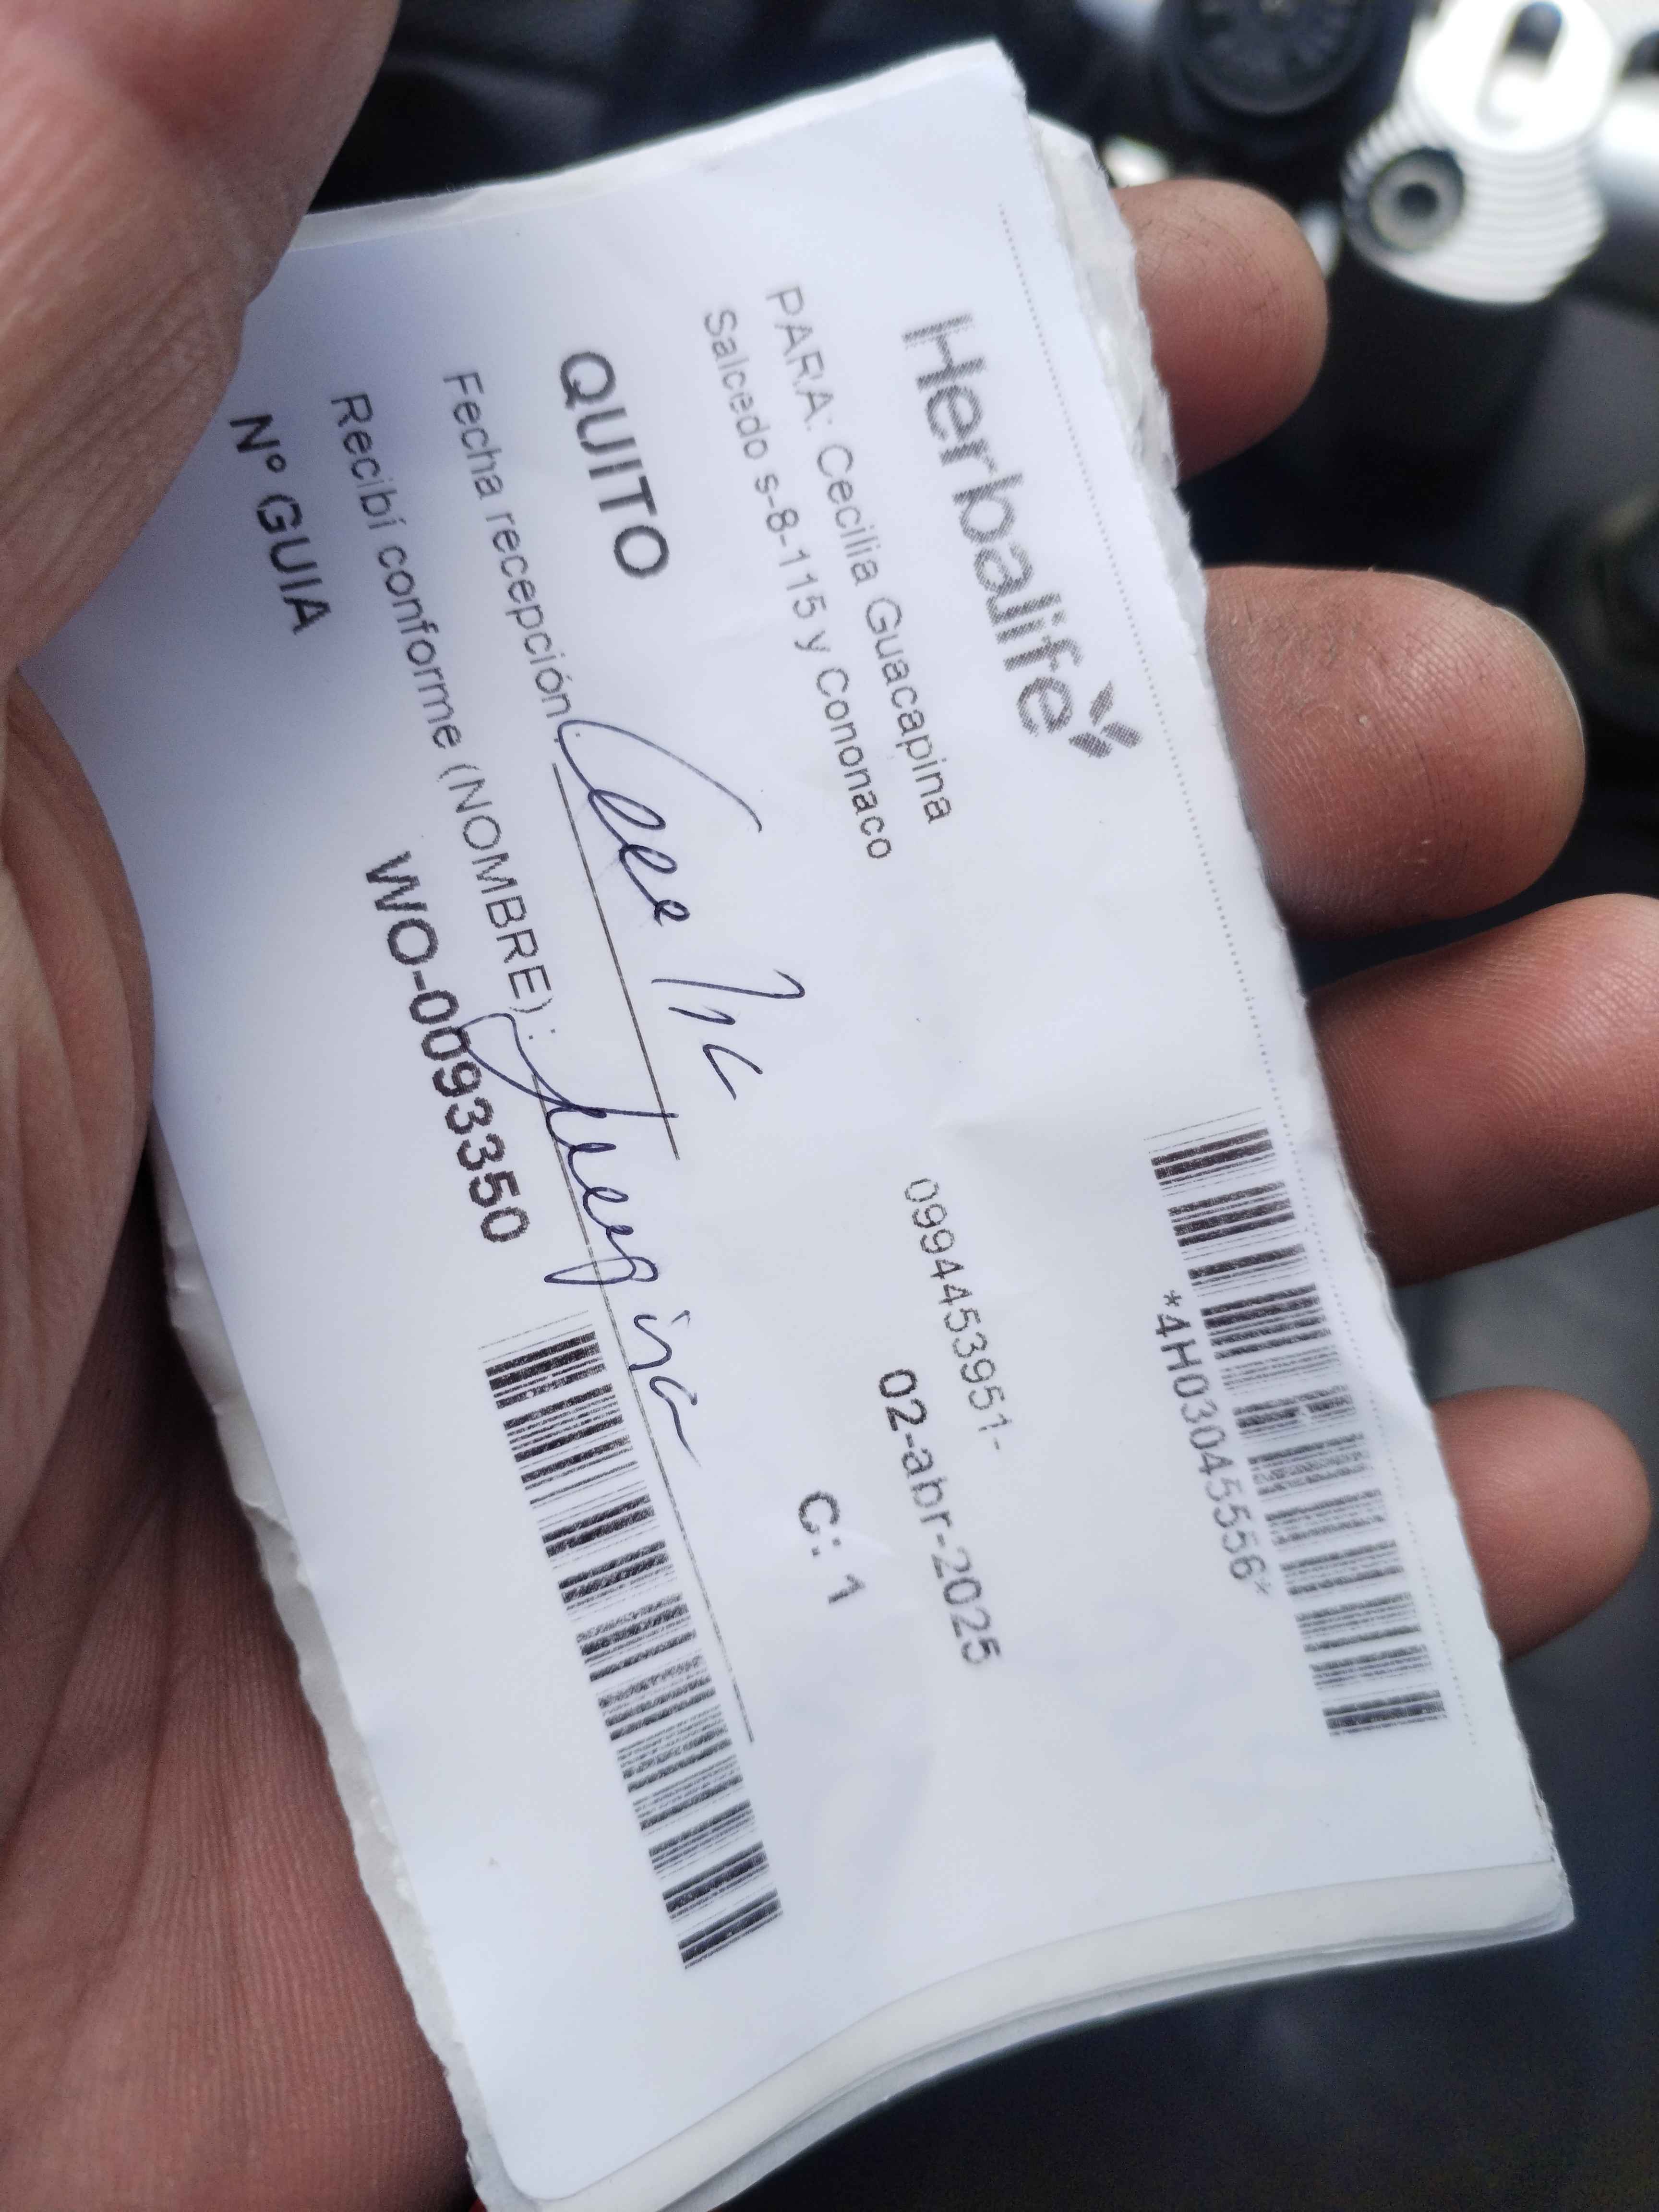 Herbalife
*4H03045556*
PARA: Cecilia Guacapina
0994453951-
Salcedo s-8-115 y Cononaco
02-abr-2025
QUITO
C: 1
Fecha recepción:
Recibí conforme (NOMBRE):
Nº GUIA
WO-0093350